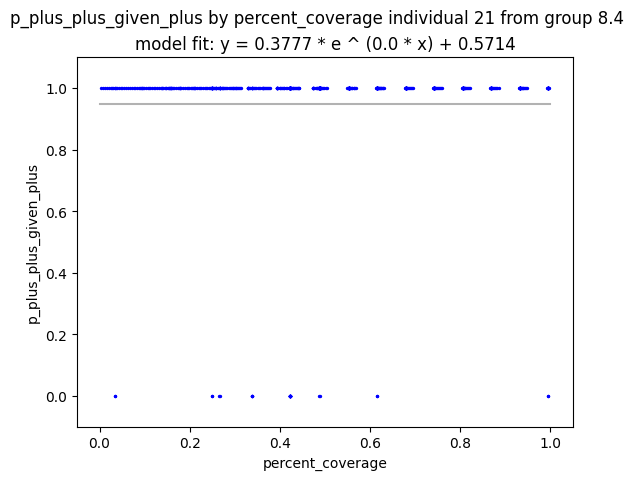 p_plus_plus_given_plus by percent_coverage individual 21 from group 8.4
model fit: y = 0.3777 * e ^ (0.0 * x) + 0.5714
1.0
0.8
0.6
0.4
0.2
0.0
p_plus_plus_given_plus
0.0 0.2 0.4 0.6 0.8 1.0
percent_coverage